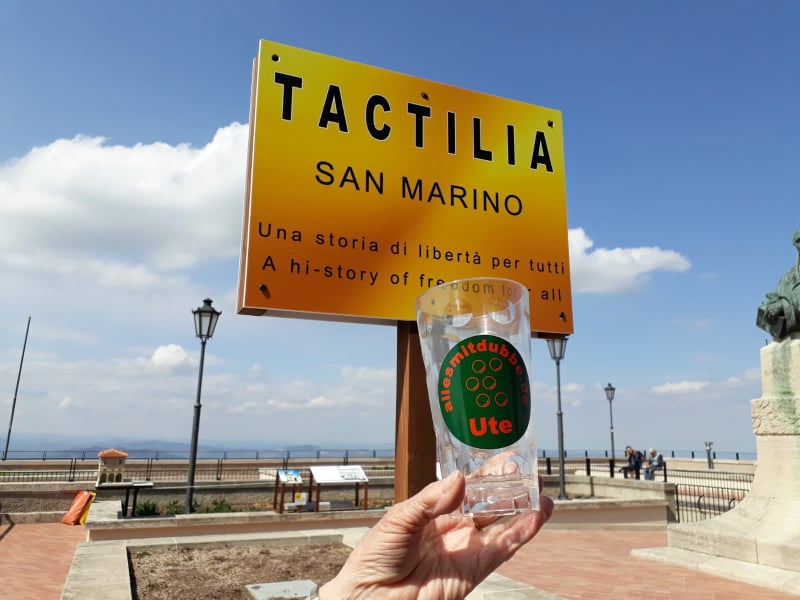 TACTILIA
SAN MARINO
Una storia di libertà per tutti
A hi-story of freedom for all
allesmitdubbe.de
Ute